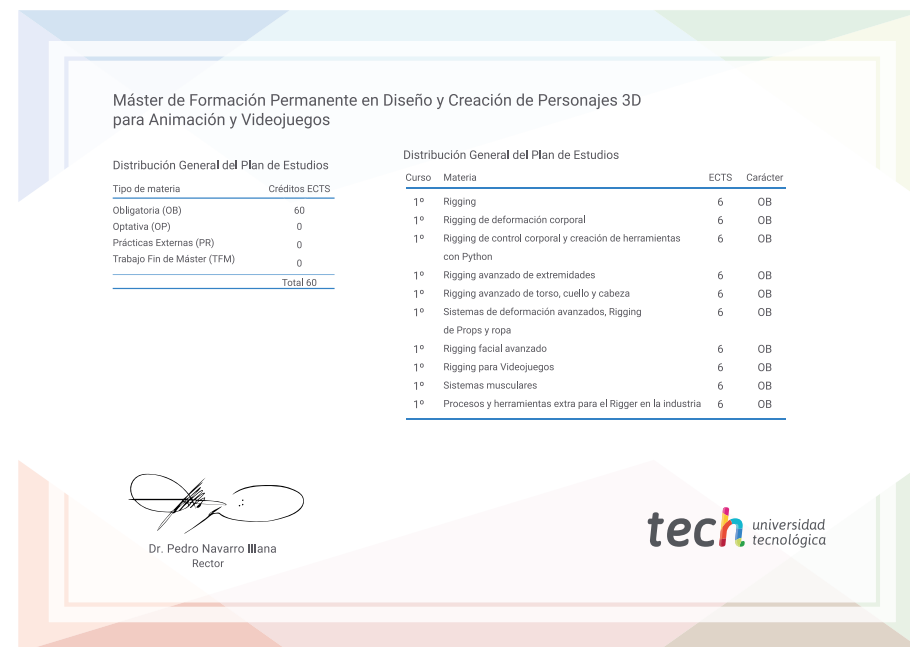 Máster de Formación Permanente en Diseño y Creación de Personajes 3D
para Animación y Videojuegos
Distribución General del Plan de Estudios
Tipo de materia Créditos ECTS
Obligatoria (OB) 60
Optativa (OP) 0
Prácticas Externas (PR) 0
Trabajo Fin de Máster (TFM) 0
Total 60
Distribución General del Plan de Estudios
Curso Materia ECTS Carácter
1º Rigging 6 OB
1º Rigging de deformación corporal 6 OB
1º Rigging de control corporal y creación de herramientas 6 OB
con Python
1º Rigging avanzado de extremidades 6 OB
1º Rigging avanzado de torso, cuello y cabeza 6 OB
1º Sistemas de deformación avanzados, Rigging 6 OB
de Props y ropa
1º Rigging facial avanzado 6 OB
1º Rigging para Videojuegos 6 OB
1º Sistemas musculares 6 OB
1º Procesos y herramientas extra para el Rigger en la industria 6 OB
Dr. Pedro Navarro Illana
Rector
tech universidad
tecnológica